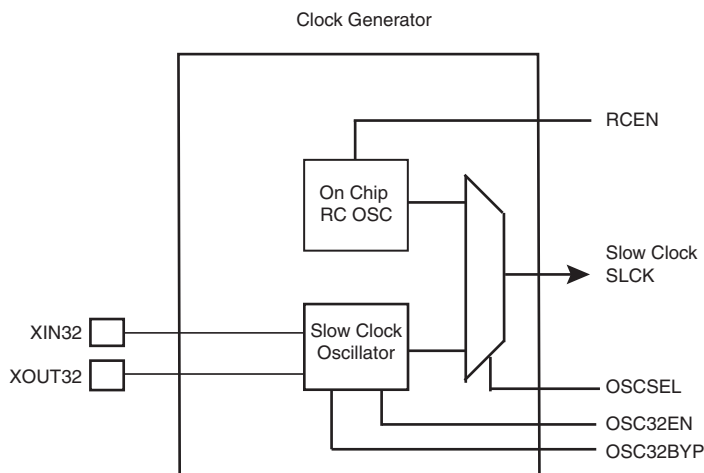 Clock Generator
RCEN
On Chip
RC OSC
Slow Clock
SLCK
XIN32
Slow Clock
Oscillator
XOUT32
OSCSEL
OSC32EN
OSC32BYP